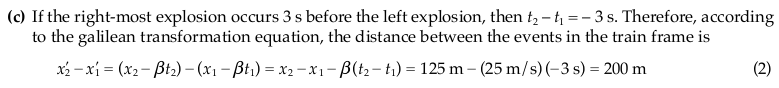 (c) If the right-most explosion occurs 3 s before the left explosion, then t₂ – t₁ = – 3 s. Therefore, according
to the galilean transformation equation, the distance between the events in the train frame is
x₂′ – x₁′ = (x₂ – βt₂) – (x₁ – βt₁) = x₂ – x₁ – β(t₂ – t₁) = 125 m – (25 m/s)(–3 s) = 200 m (2)